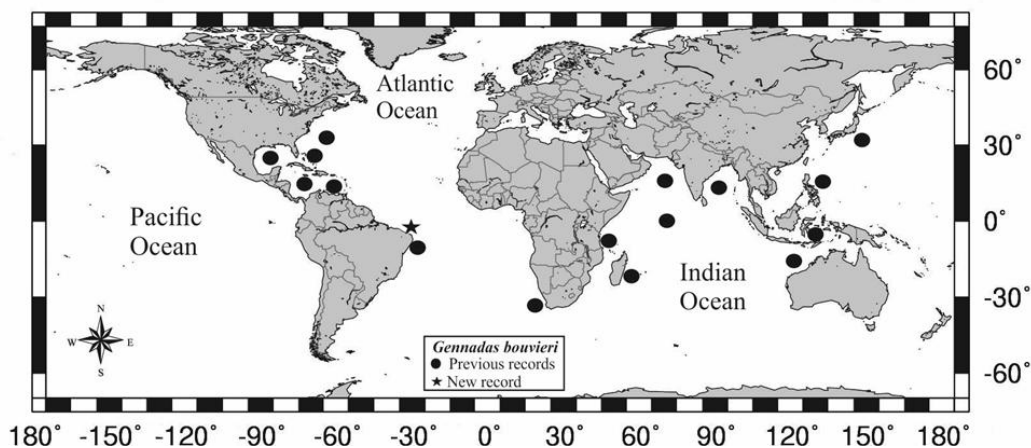 Atlantic
Ocean
60°
30°
Pacific
Ocean
0°
Indian
Ocean
-30°
N
W E
S
Gennadas bouvieri
Previous records
New record
-60°
180° -150° -120° -90° -60° -30° 0° 30° 60° 90° 120° 150° 180°